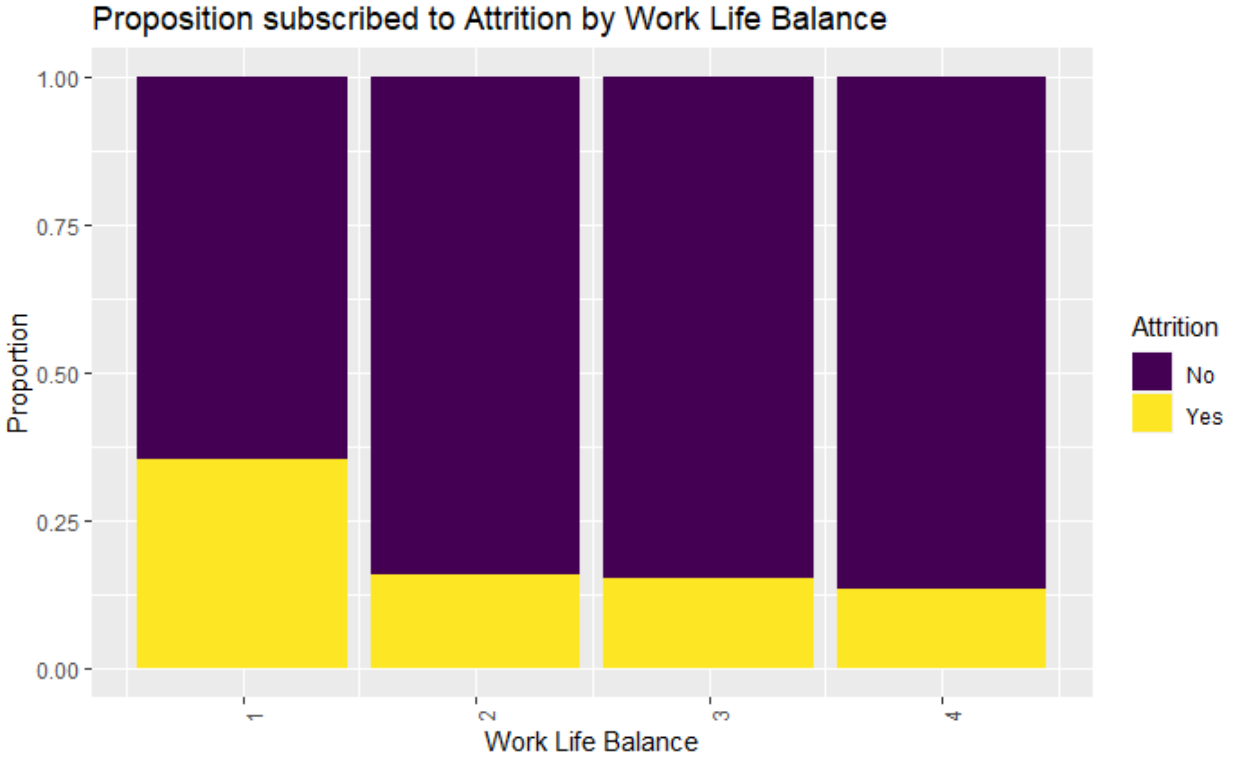 Proposition subscribed to Attrition by Work Life Balance
1.00
0.75
0.50
0.25
0.00
Proportion
1
2
3
4
Work Life Balance
Attrition
No
Yes